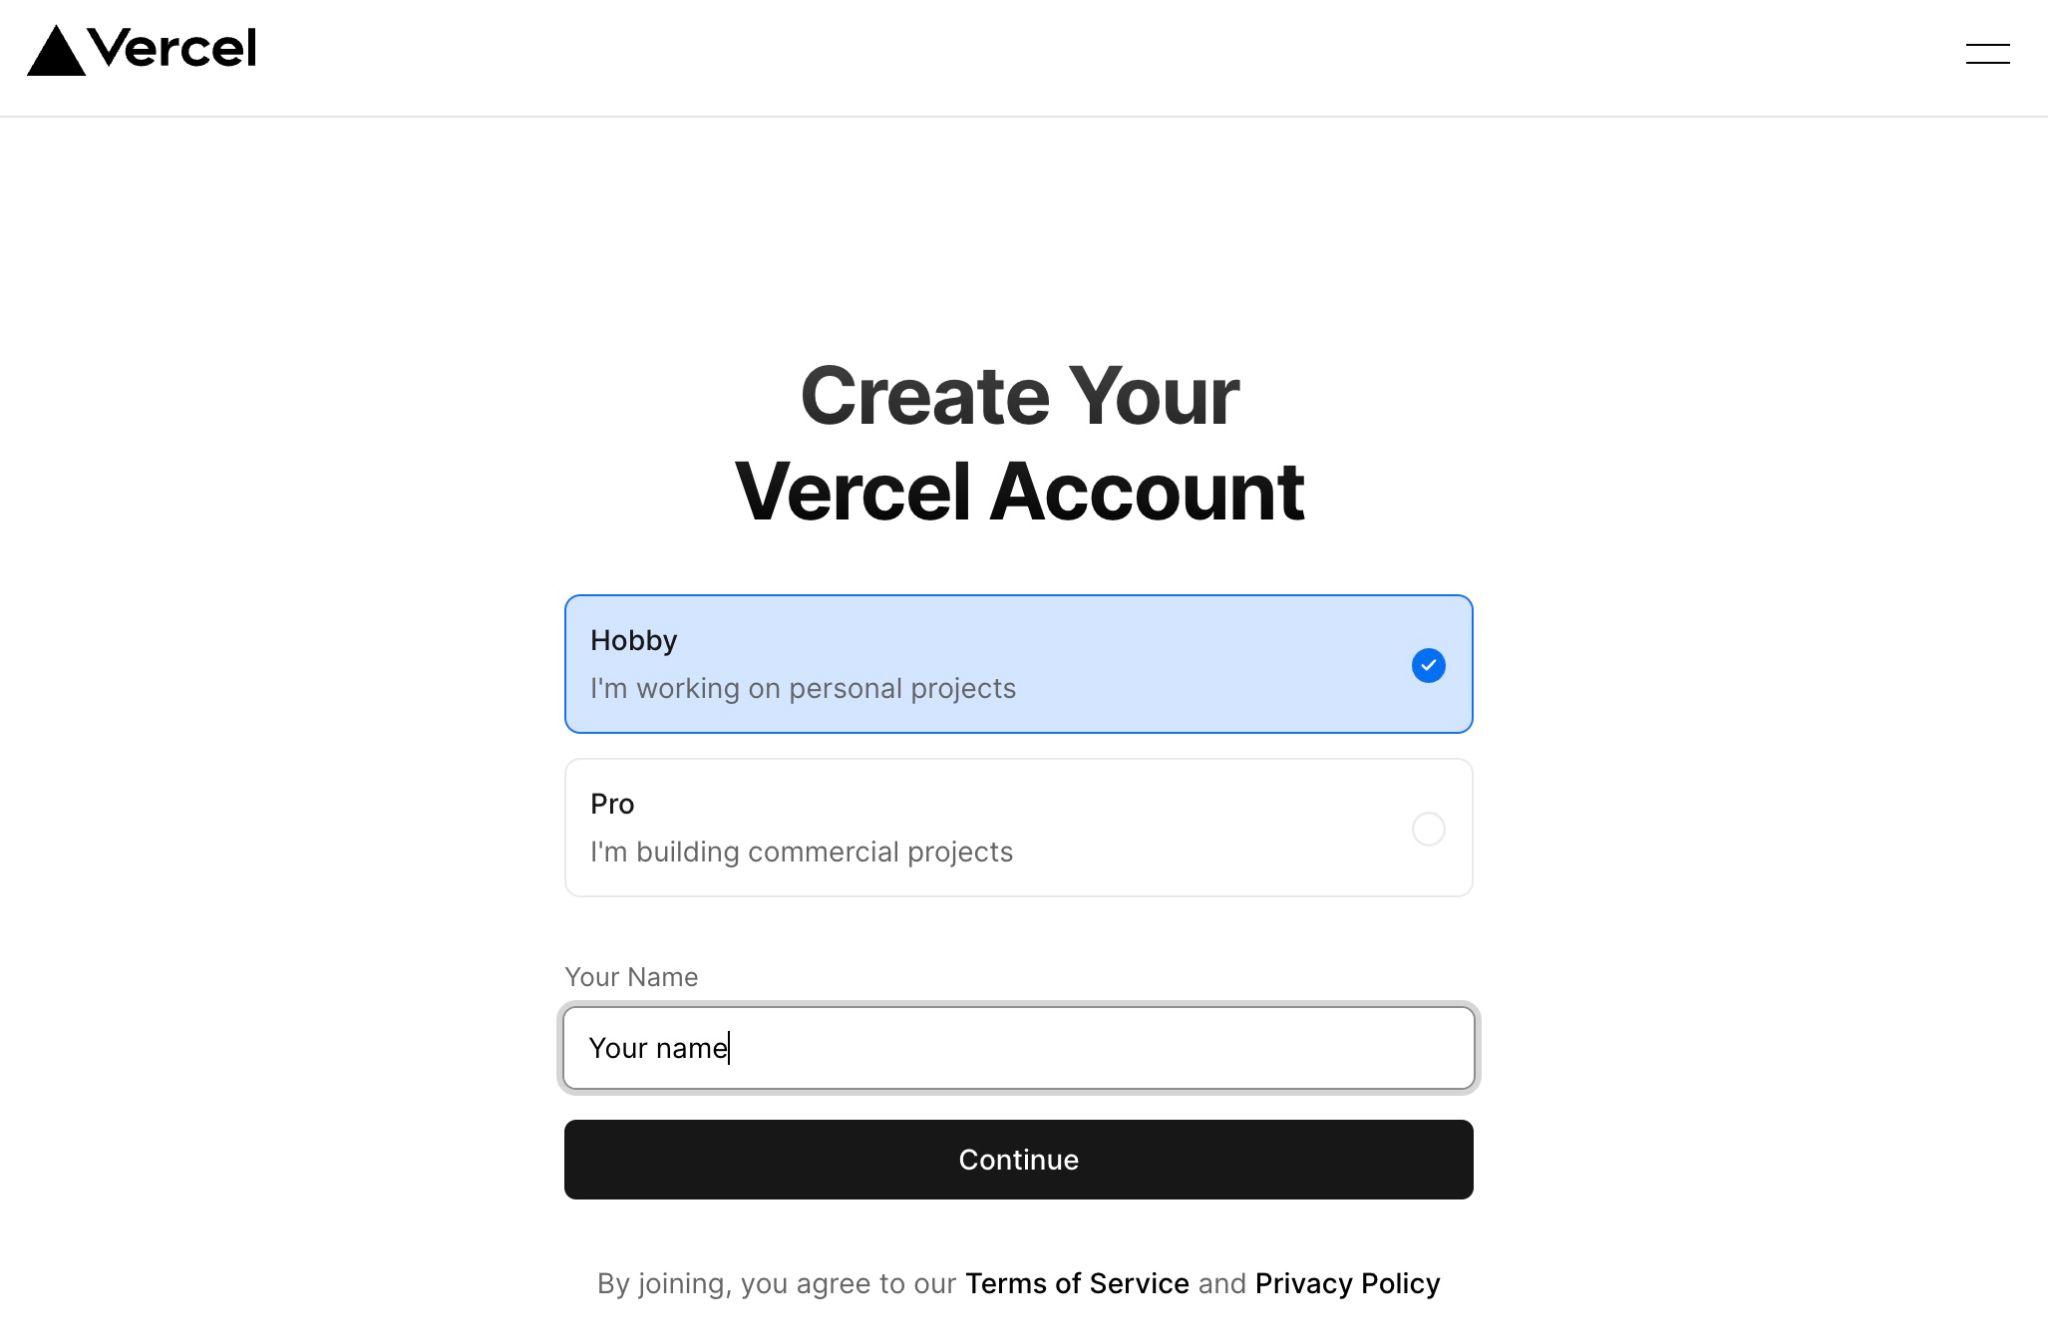 Vercel
Create Your
Vercel Account
Hobby
I'm working on personal projects
Pro
I'm building commercial projects
Your Name
Your name
Continue
By joining, you agree to our Terms of Service and Privacy Policy